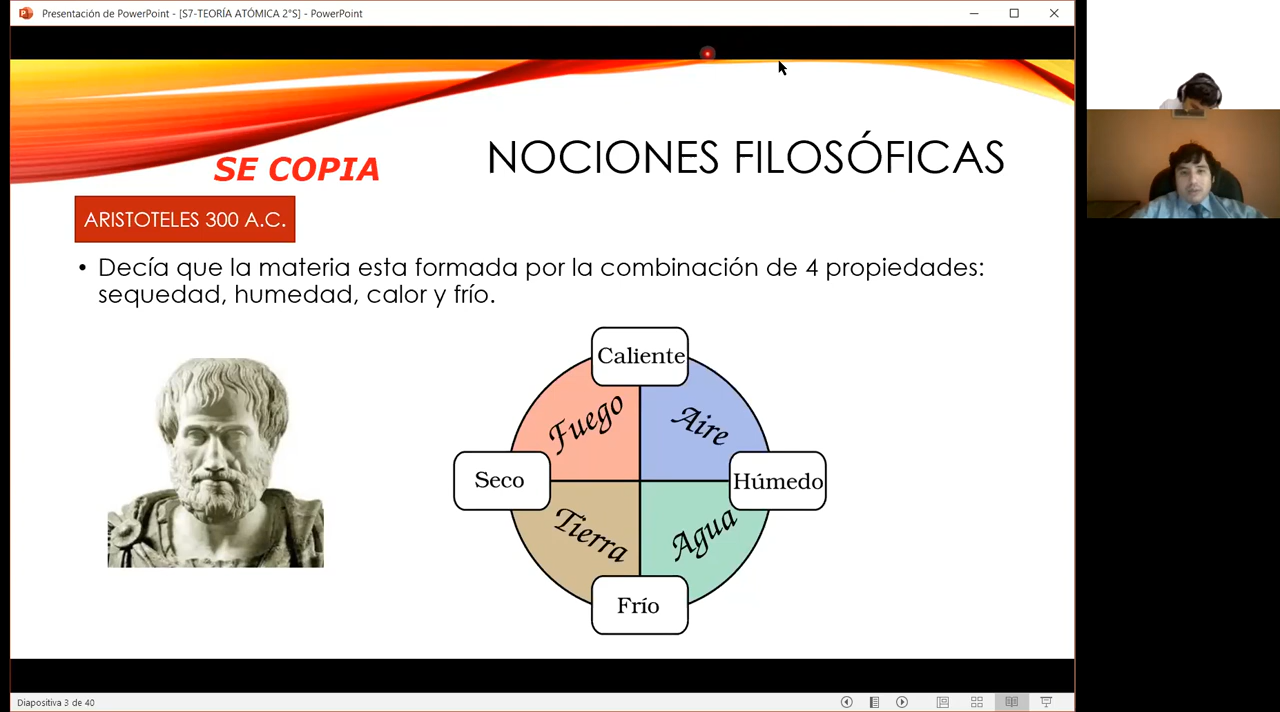 Presentación de PowerPoint - [S7-TEORÍA ATÓMICA 2°S] - PowerPoint
SE COPIA
NOCIONES FILOSÓFICAS
ARISTOTELES 300 A.C.
• Decía que la materia esta formada por la combinación de 4 propiedades:
sequedad, humedad, calor y frío.
Caliente
Fuego
Aire
Seco
Húmedo
Tierra
Agua
Frío
Diapositiva 3 de 40